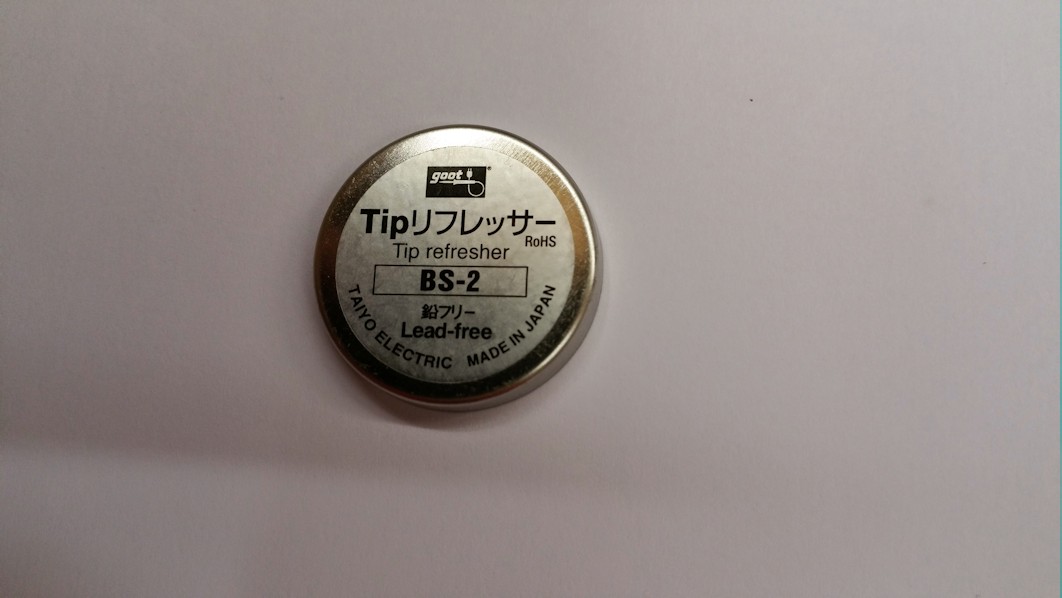 goot®
Tipリフレッサー
RoHS
Tip refresher
BS-2
鉛フリー
Lead-free
TAIYO ELECTRIC MADE IN JAPAN